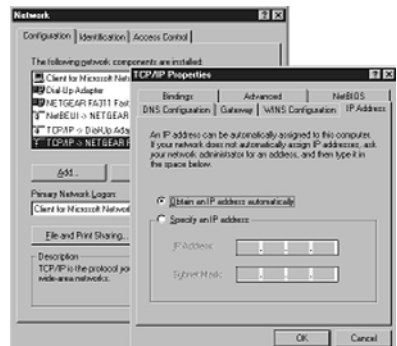 Network
Configuration Identification Access Control
The following network components are installed:
Client for Microsoft Netw
Dial-Up Adapter
NETGEAR FA311 Fast
NetBEUI -> NETGEAR
TCP/IP -> Dial-Up Ada
TCP/IP -> NETGEAR F
Add...
Primary Network Logon:
Client for Microsoft Networ
File and Print Sharing...
Description
TCP/IP is the protocol you
wide-area networks.
TCP/IP Properties
Bindings Advanced NetBIOS
DNS Configuration Gateway WINS Configuration IP Address
An IP address can be automatically assigned to this computer.
If your network does not automatically assign IP addresses, ask
your network administrator for an address, and then type it in
the space below.
Obtain an IP address automatically
Specify an IP address:
IP Address:
Subnet Mask:
OK Cancel